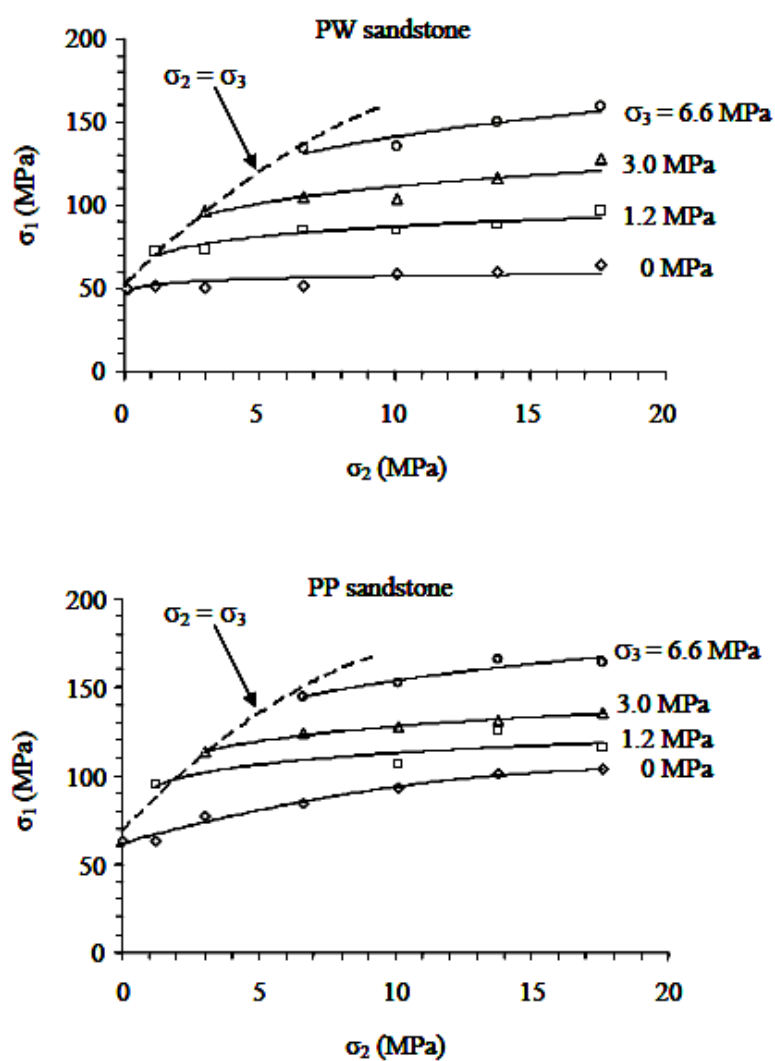 PW sandstone
200
σ₂ = σ₃
150
σ₃ = 6.6 MPa
σ₁ (MPa)
3.0 MPa
100
1.2 MPa
50
0 MPa
0
0 5 10 15 20
σ₂ (MPa)
PP sandstone
200
σ₂ = σ₃
σ₃ = 6.6 MPa
150
3.0 MPa
σ₁ (MPa)
1.2 MPa
100
0 MPa
50
0
0 5 10 15 20
σ₂ (MPa)